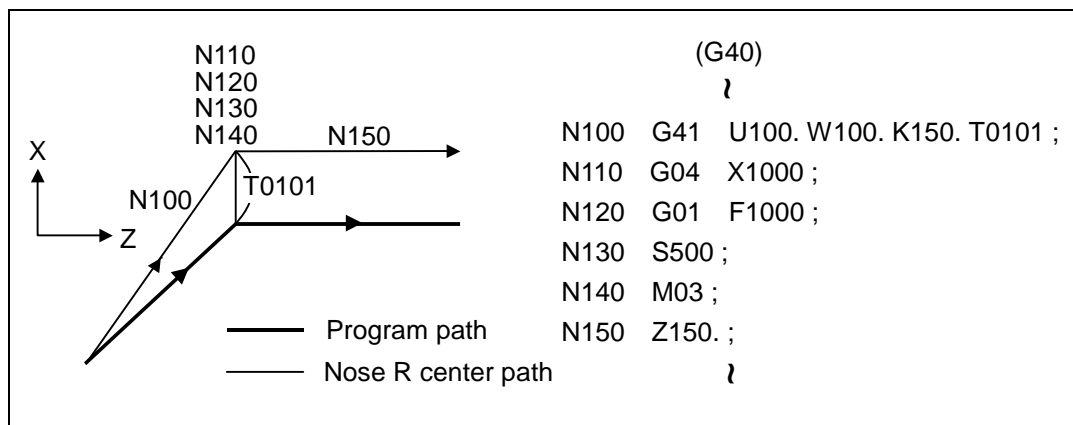 N110
N120
N130
N140
N150
X
N100
T0101
Z
Program path
Nose R center path
(G40)
~
N100 G41 U100. W100. K150. T0101 ;
N110 G04 X1000 ;
N120 G01 F1000 ;
N130 S500 ;
N140 M03 ;
N150 Z150. ;
~